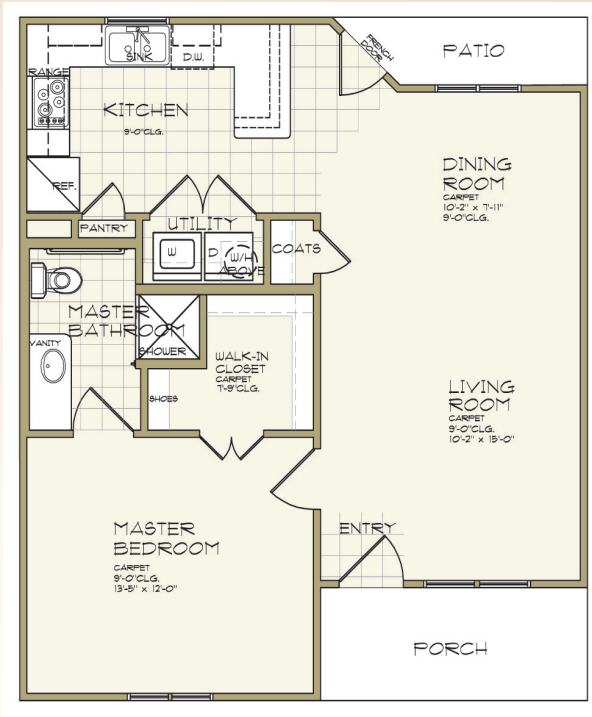 SINK
D.W.
FRENCH
DOOR
PATIO
RANGE
KITCHEN
9'-0"CLG.
DINING
ROOM
CARPET
10'-2" x 7'-11"
9'-0"CLG.
REF.
PANTRY
UTILITY
W
D
W/H
ABOVE
COATS
MASTER
BATHROOM
VANITY
SHOWER
WALK-IN
CLOSET
CARPET
7'-9"CLG.
SHOES
LIVING
ROOM
CARPET
9'-0"CLG.
10'-2" x 15'-0"
MASTER
BEDROOM
CARPET
9'-0"CLG.
13'-5" x 12'-0"
ENTRY
PORCH